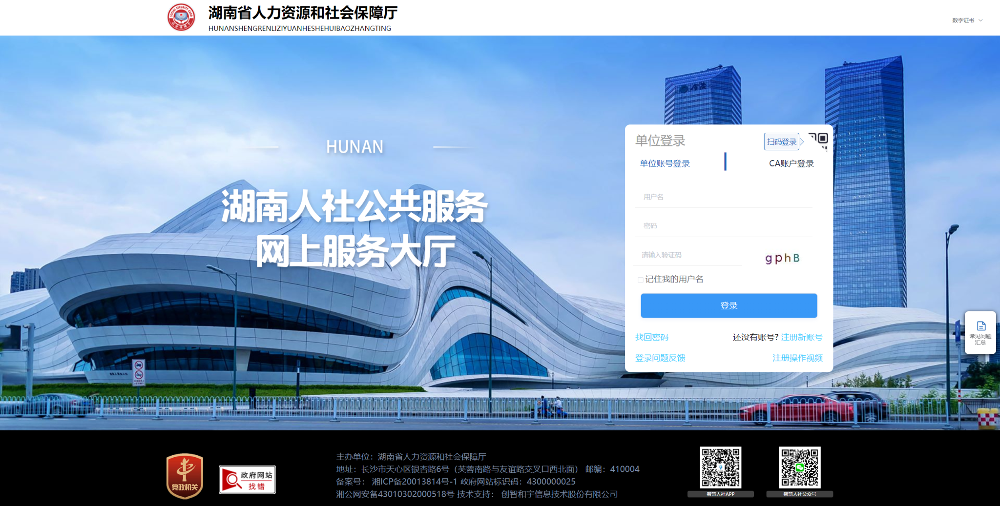 湖南省人力资源和社会保障厅
HUNANSHENGRENLIZIYUANHESHEHUIBAOZHANGTING
数字证书
HUNAN
湖南人社公共服务
网上服务大厅
单位登录
扫码登录
单位账号登录
CA账户登录
用户名
密码
请输入验证码
gphB
记住我的用户名
登录
找回密码
还没有账号? 注册新账号
登录问题反馈
注册操作视频
常见问题
汇总
党政机关
政府网站
找错
主办单位：湖南省人力资源和社会保障厅
地址：长沙市天心区银杏路6号（芙蓉南路与友谊路交叉口西北面） 邮编：410004
备案号： 湘ICP备20013814号-1 政府网站标识码：4300000025
湘公网安备43010302000518号 技术支持： 创智和宇信息技术股份有限公司
智慧人社APP
智慧人社公众号